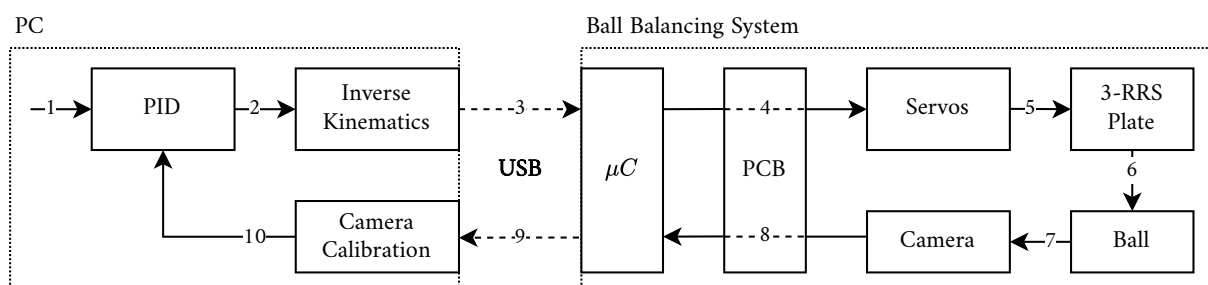 PC
Ball Balancing System
1
PID
2
Inverse
Kinematics
3
USB
μC
4
PCB
Servos
5
3-RRS
Plate
6
10
Camera
Calibration
9
8
Camera
7
Ball